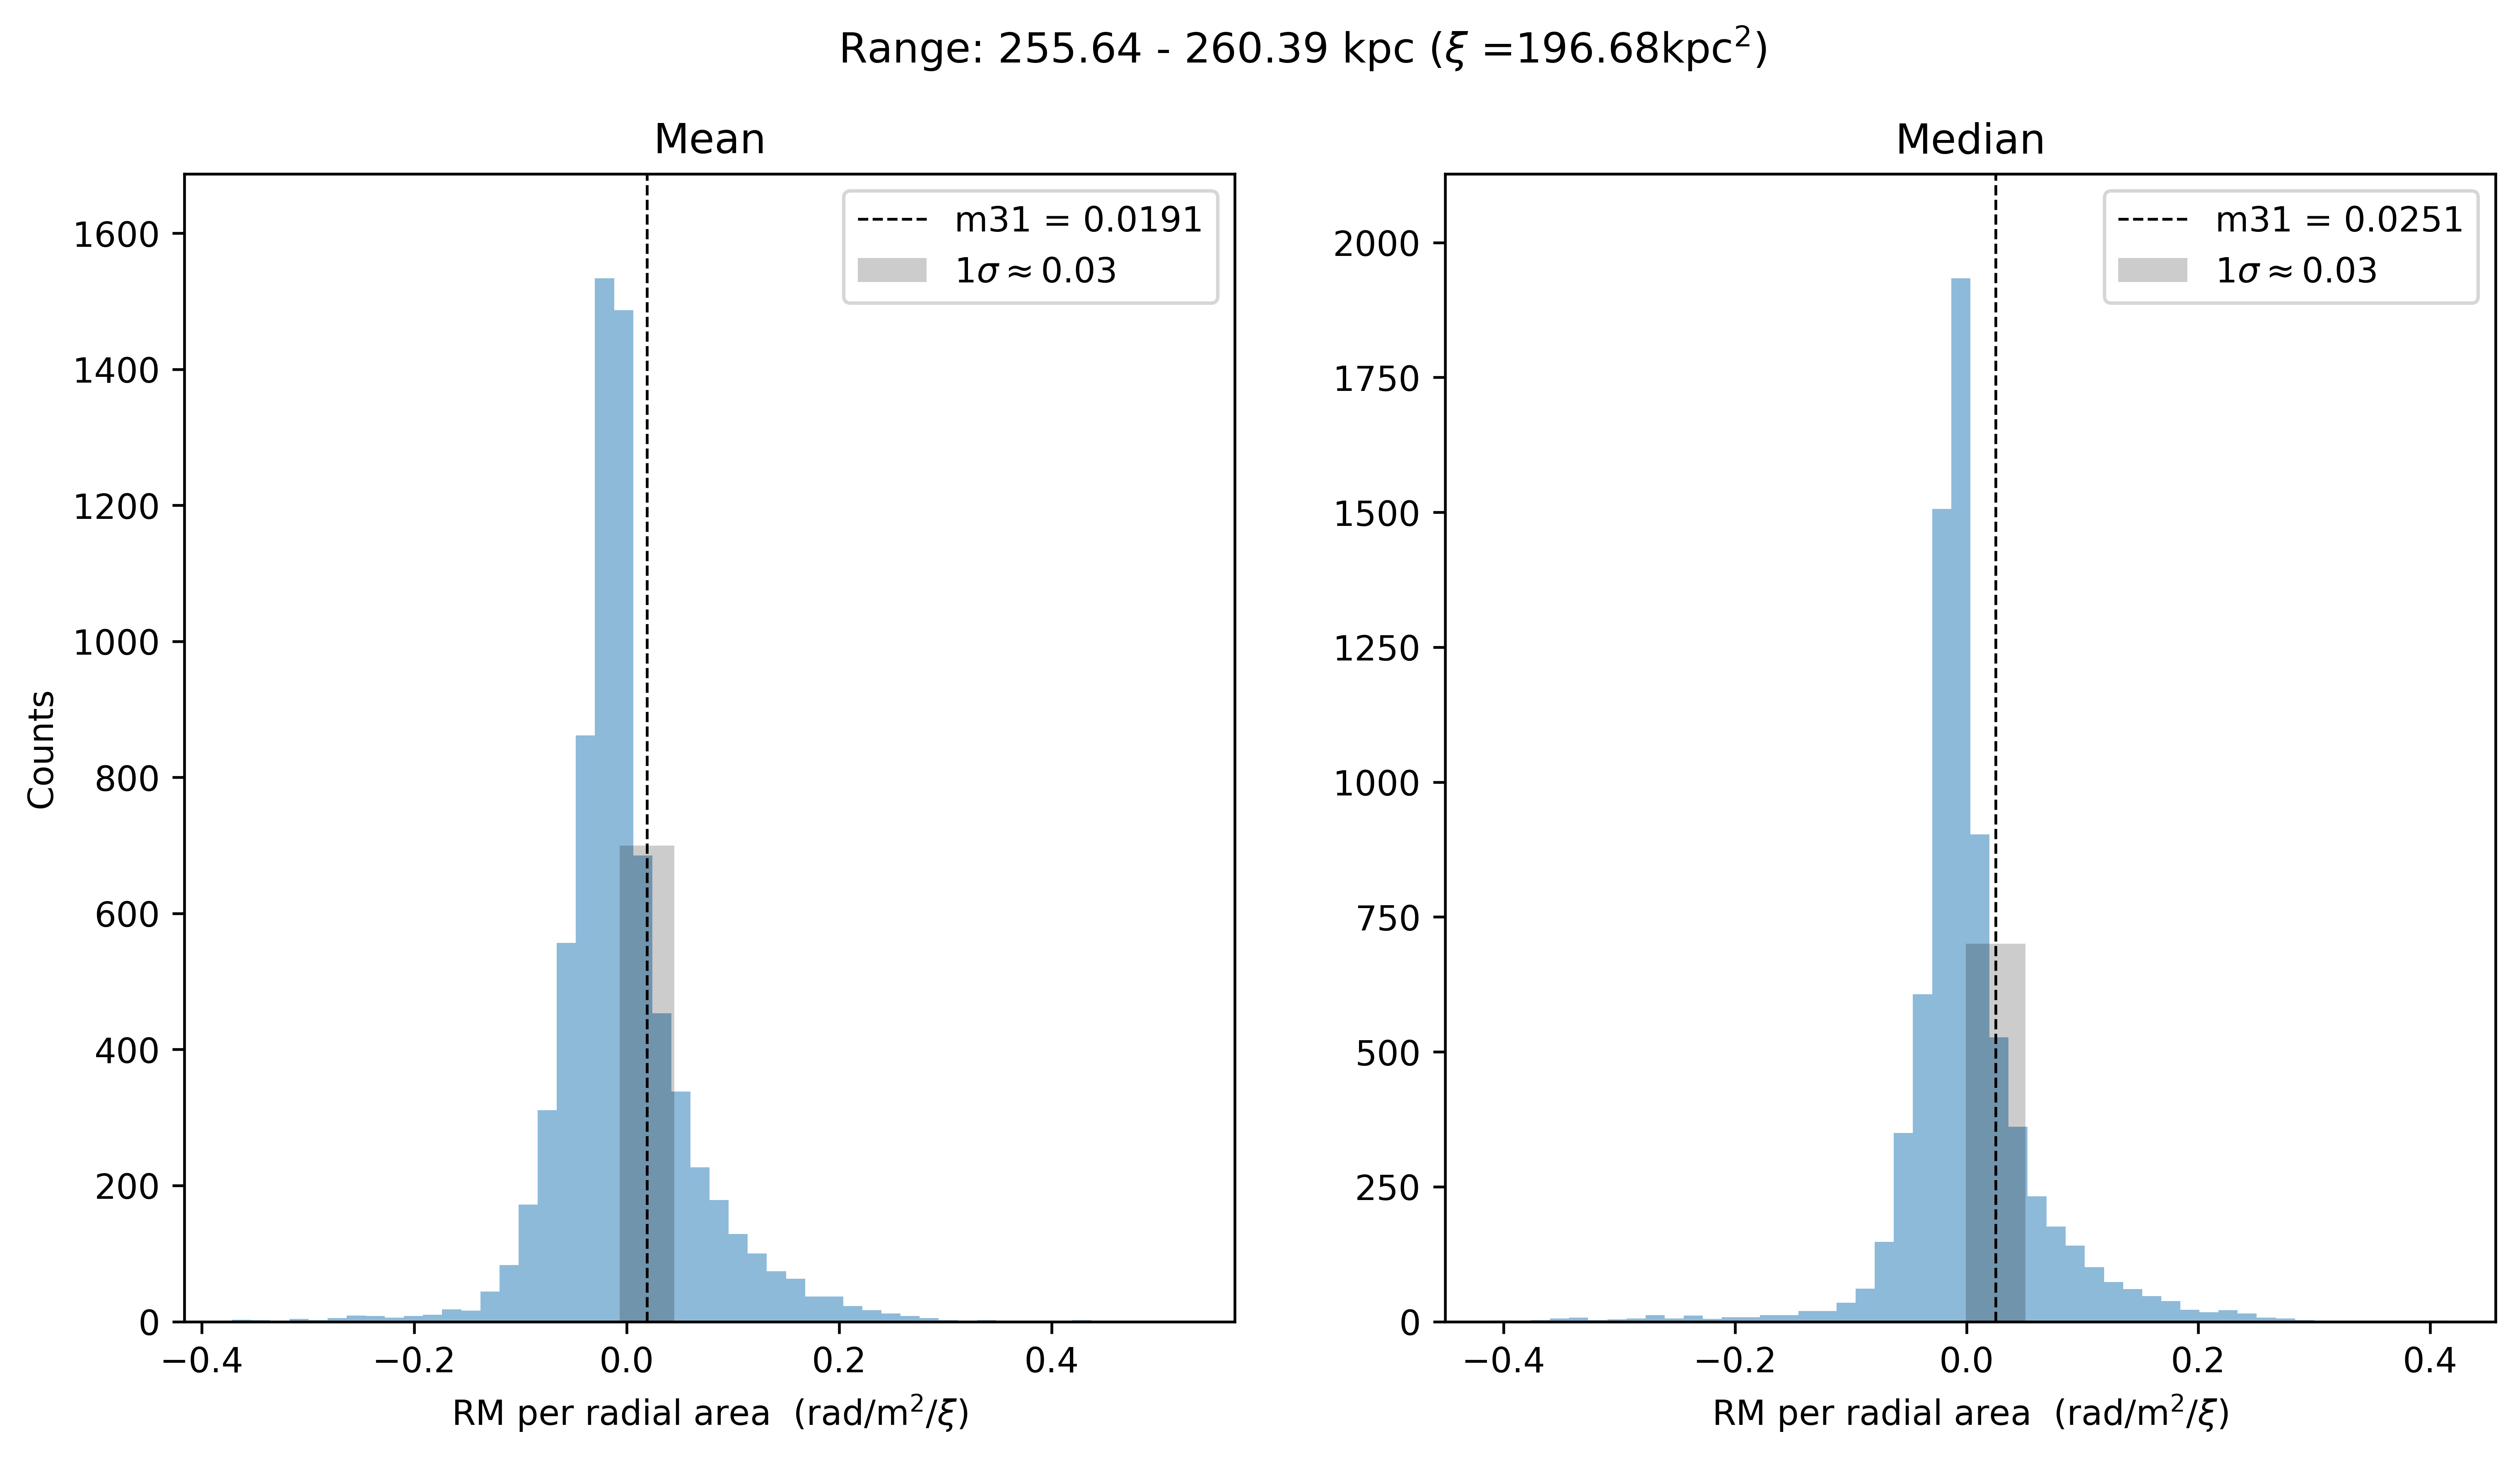 Range: 255.64 - 260.39 kpc (ξ =196.68kpc²)
Mean
m31 = 0.0191
1σ ≈ 0.03
1600
1400
1200
1000
800
600
400
200
0
Counts
−0.4 −0.2 0.0 0.2 0.4
RM per radial area (rad/m²/ξ)
Median
m31 = 0.0251
1σ ≈ 0.03
2000
1750
1500
1250
1000
750
500
250
0
−0.4 −0.2 0.0 0.2 0.4
RM per radial area (rad/m²/ξ)